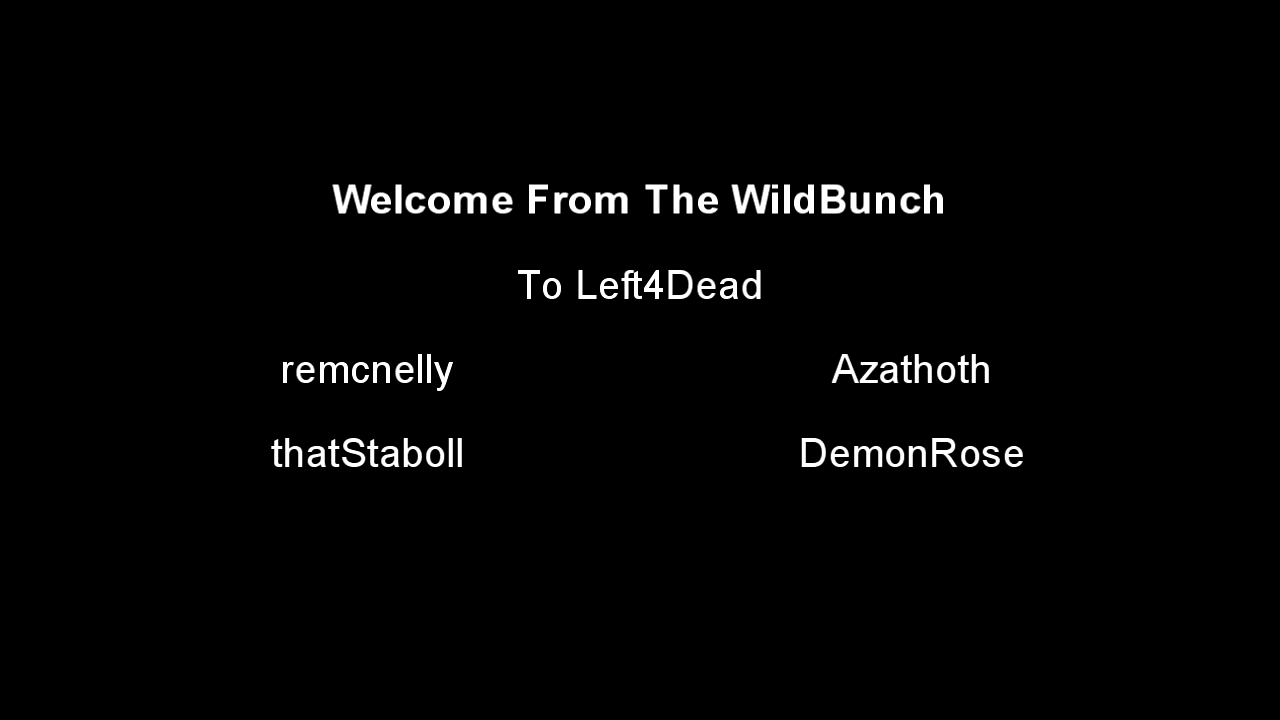 Welcome From The WildBunch
To Left4Dead
remcnelly Azathoth
thatStaboll DemonRose